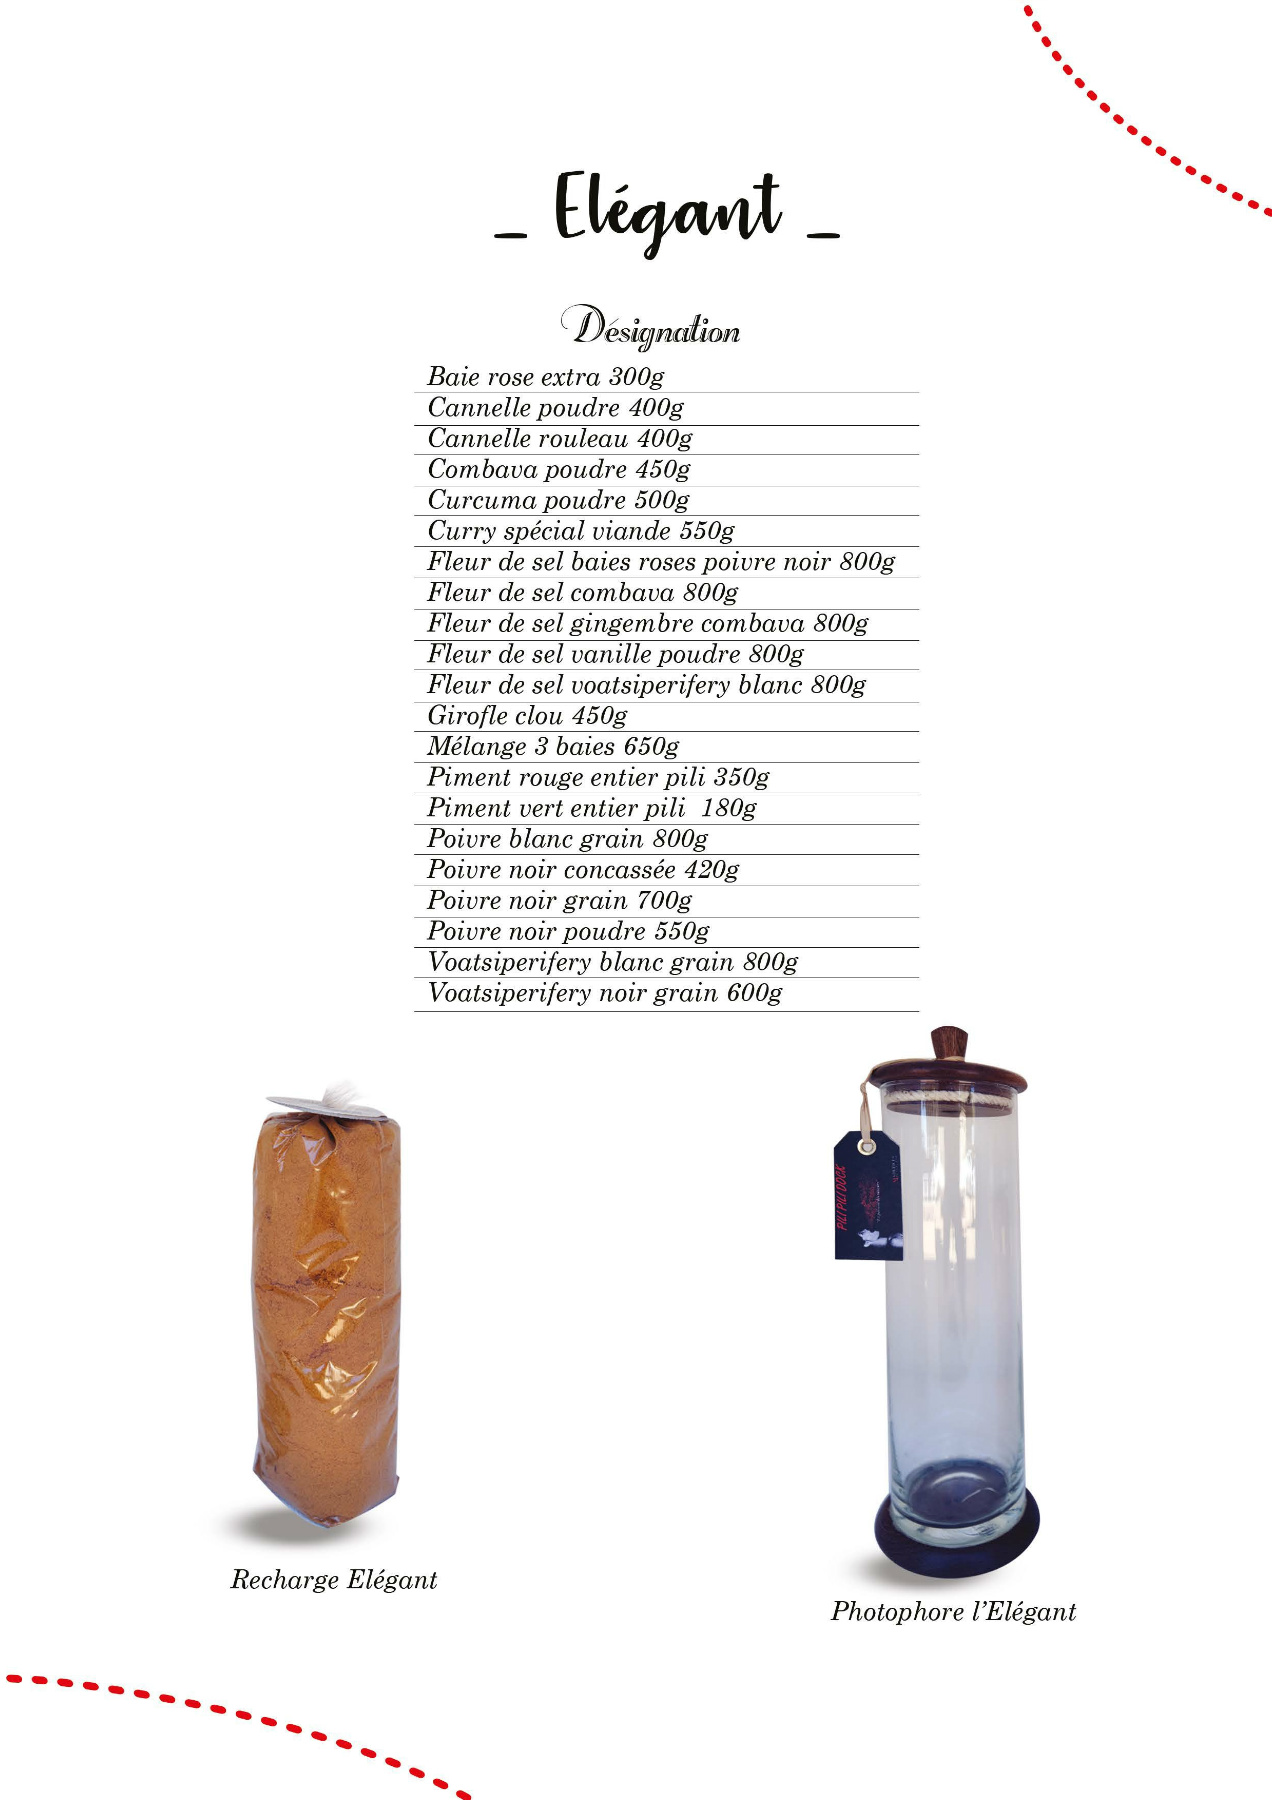 _ Elégant _
Désignation
Baie rose extra 300g
Cannelle poudre 400g
Cannelle rouleau 400g
Combava poudre 450g
Curcuma poudre 500g
Curry spécial viande 550g
Fleur de sel baies roses poivre noir 800g
Fleur de sel combava 800g
Fleur de sel gingembre combava 800g
Fleur de sel vanille poudre 800g
Fleur de sel voatsiperifery blanc 800g
Girofle clou 450g
Mélange 3 baies 650g
Piment rouge entier pili 350g
Piment vert entier pili  180g
Poivre blanc grain 800g
Poivre noir concassée 420g
Poivre noir grain 700g
Poivre noir poudre 550g
Voatsiperifery blanc grain 800g
Voatsiperifery noir grain 600g
PILI PILI DOCK
Recharge Elégant
Photophore l’Elégant